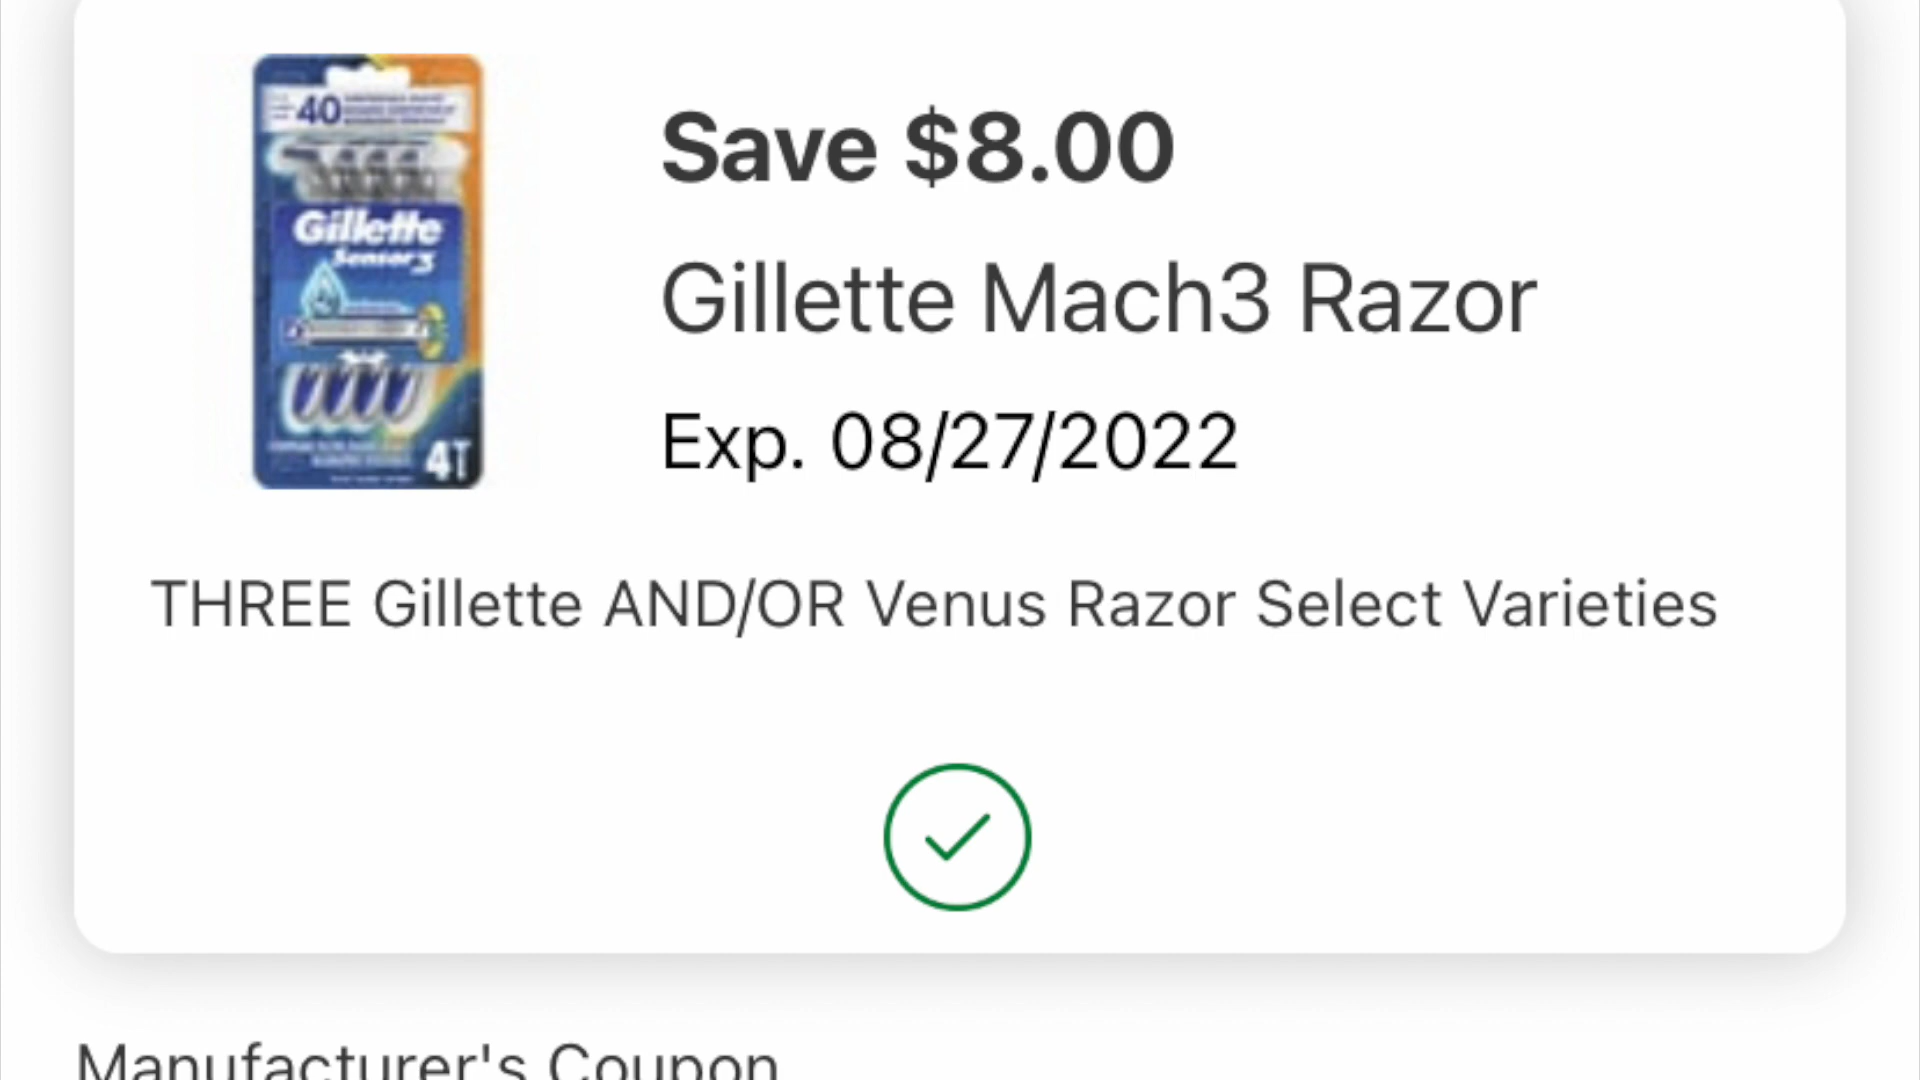 40
Gillette
Sensor3
4
Save $8.00
Gillette Mach3 Razor
Exp. 08/27/2022
THREE Gillette AND/OR Venus Razor Select Varieties
Manufacturer's Coupon